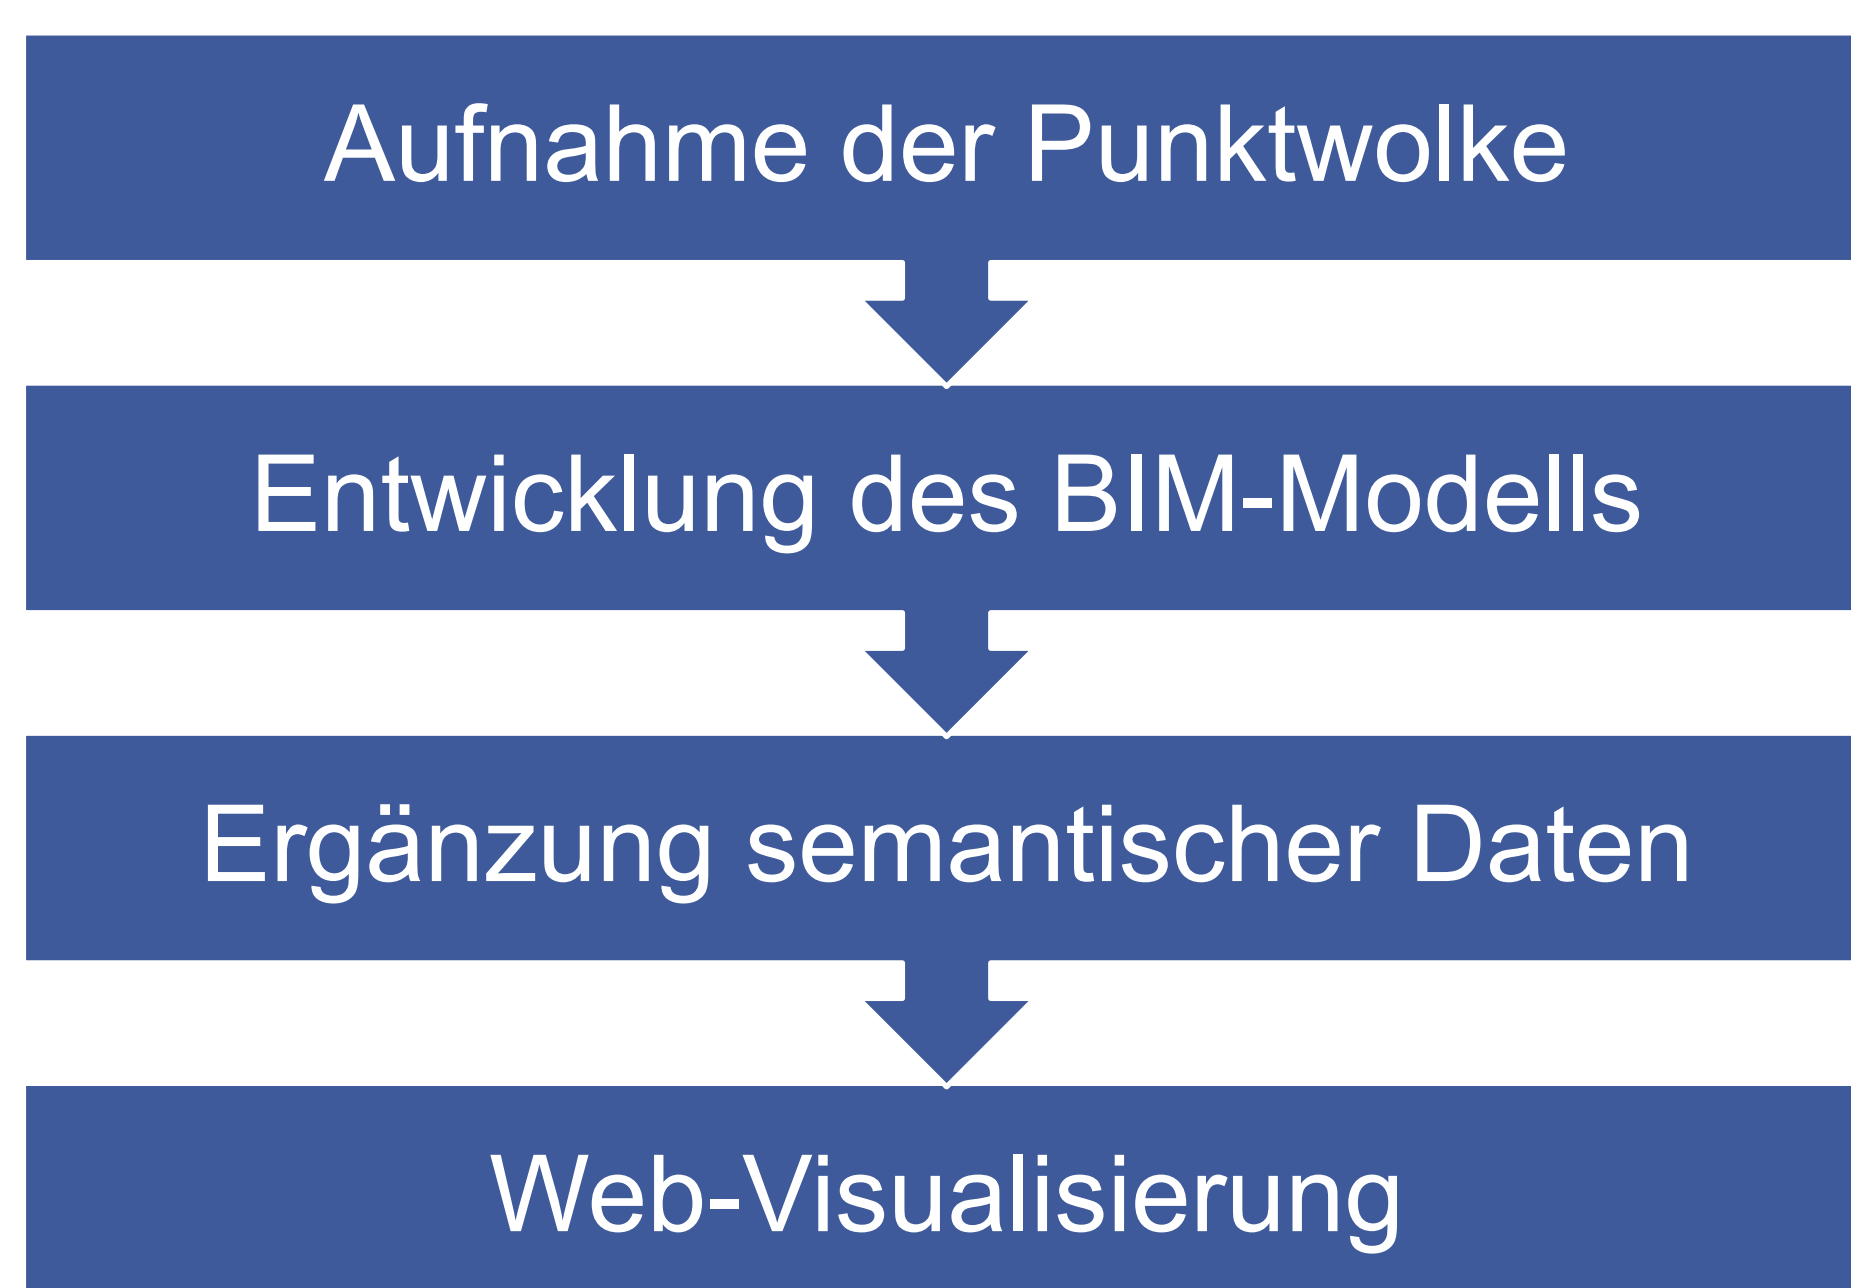 Aufnahme der Punktwolke
Entwicklung des BIM-Modells
Ergänzung semantischer Daten
Web-Visualisierung